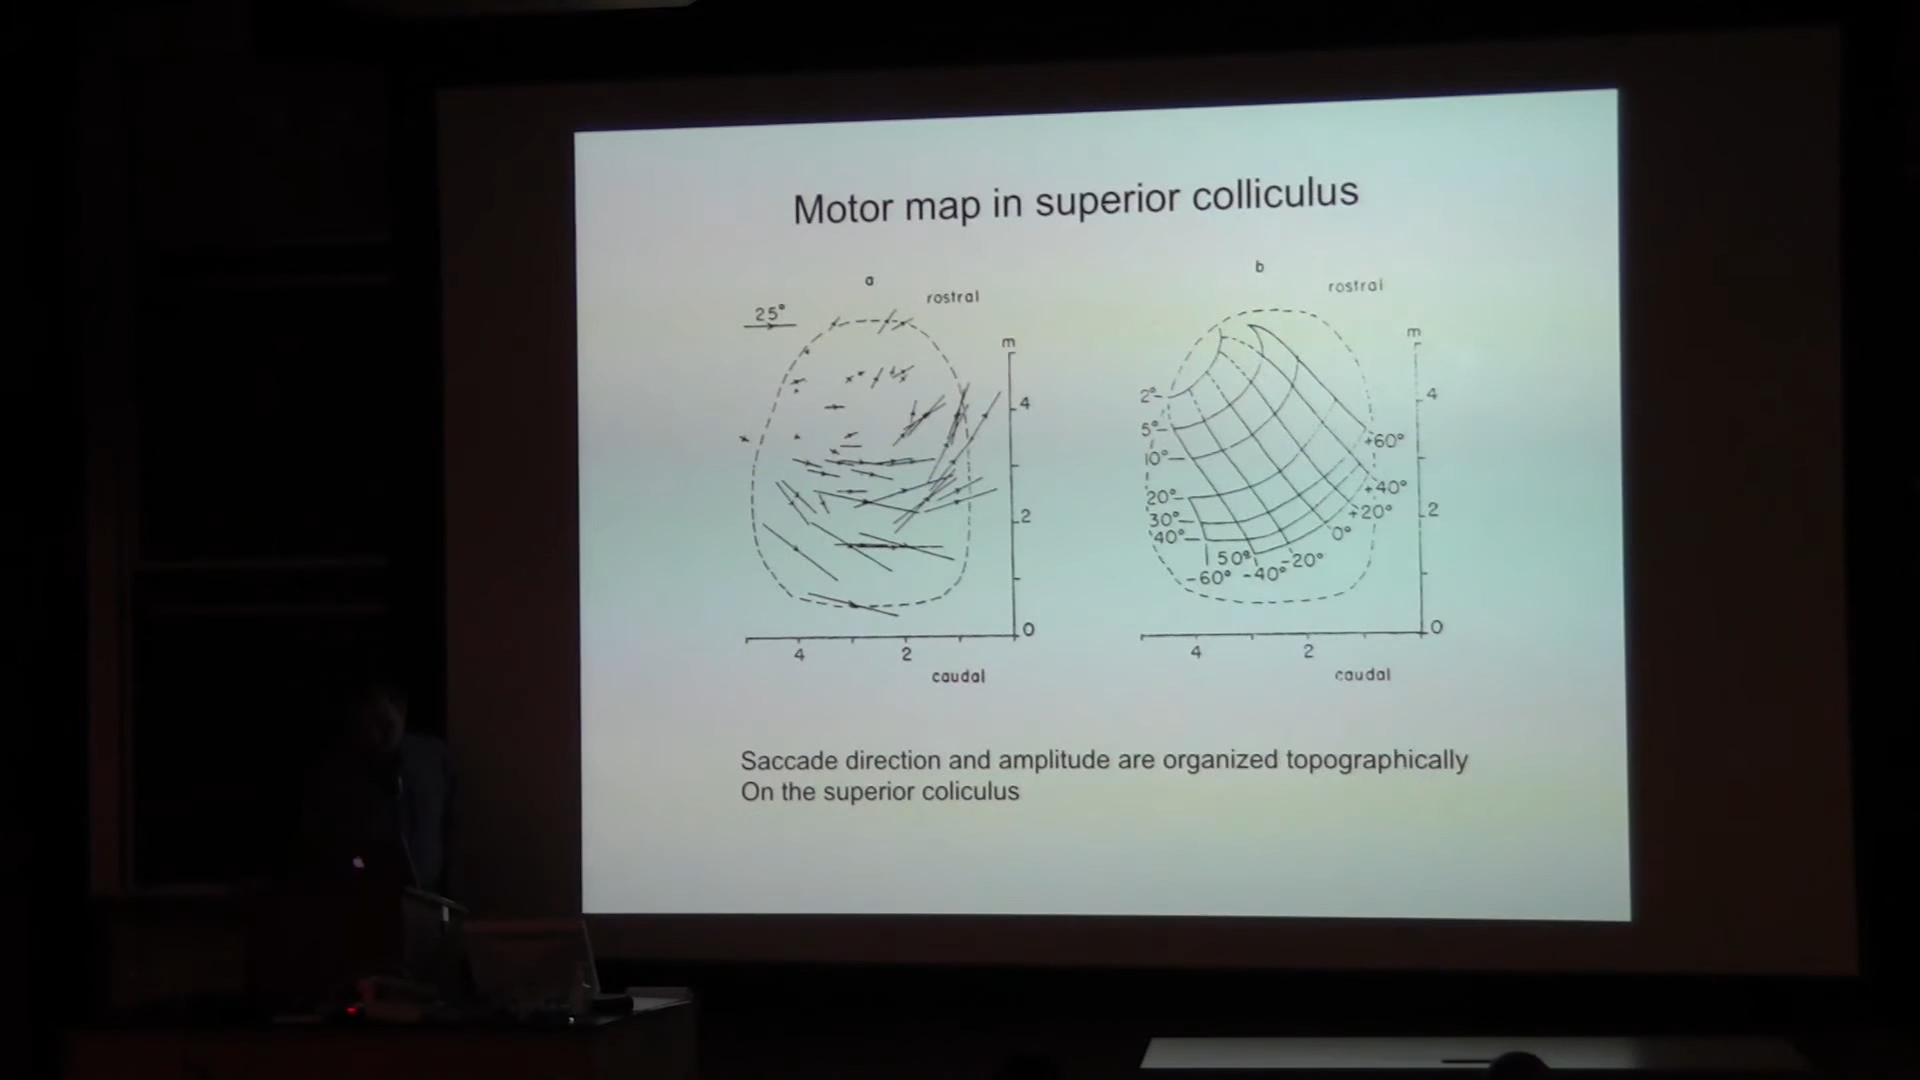 Motor map in superior colliculus
a
rostral
25°
m
4
2
0
4
2
caudal
b
rostral
m
2°
5°
10°
20°
30°
40°
50°
-60°
-40°
-20°
0°
+20°
+40°
+60°
4
2
0
4
2
caudal
Saccade direction and amplitude are organized topographically
On the superior coliculus